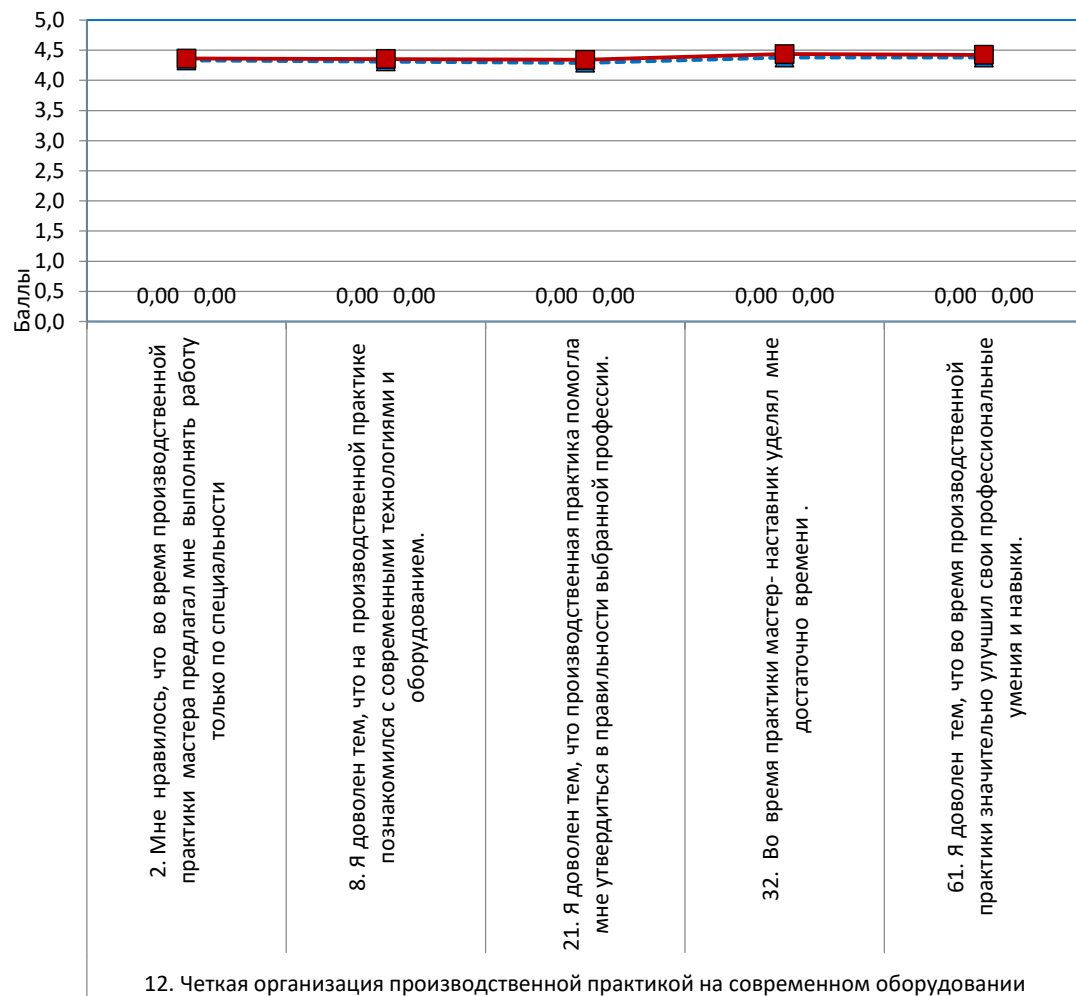 5,0
4,5
4,0
3,5
3,0
2,5
2,0
1,5
1,0
0,5
0,0
Баллы
0,00 0,00
0,00 0,00
0,00 0,00
0,00 0,00
0,00 0,00
2. Мне нравилось, что во время производственной
практики мастера предлагал мне выполнять работу
только по специальности
8. Я доволен тем, что на производственной практике
познакомился с современными технологиями и
оборудованием.
21. Я доволен тем, что производственная практика помогла
мне утвердиться в правильности выбранной профессии.
32. Во время практики мастер- наставник уделял мне
достаточно времени .
61. Я доволен тем, что во время производственной
практики значительно улучшил свои профессиональные
умения и навыки.
12. Четкая организация производственной практикой на современном оборудовании